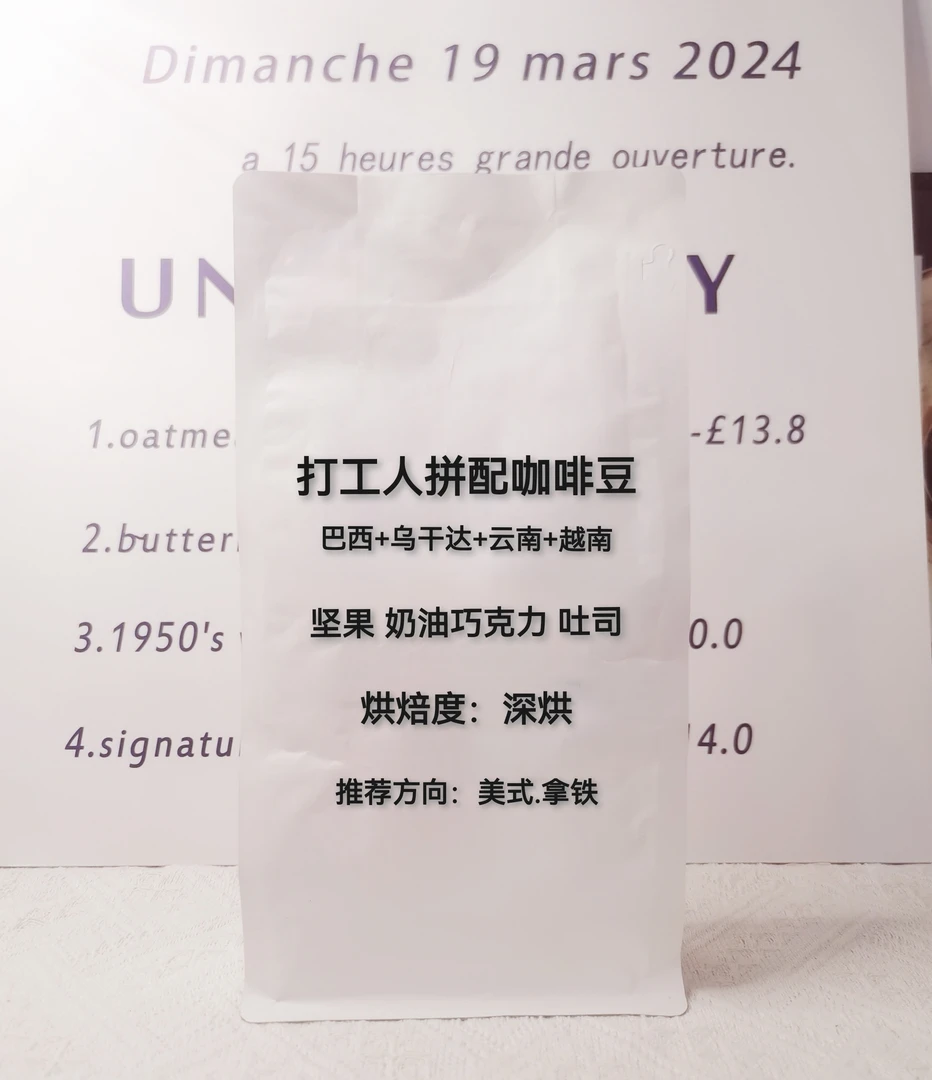 Dimanche 19 mars 2024
a 15 heures grande ouverture.
UN Y
1.oatme -£13.8
打工人拼配咖啡豆
2.butter
巴西+乌干达+云南+越南
坚果 奶油巧克力 吐司
3.1950's 0.0
烘焙度：深烘
4.signatu 4.0
推荐方向：美式.拿铁